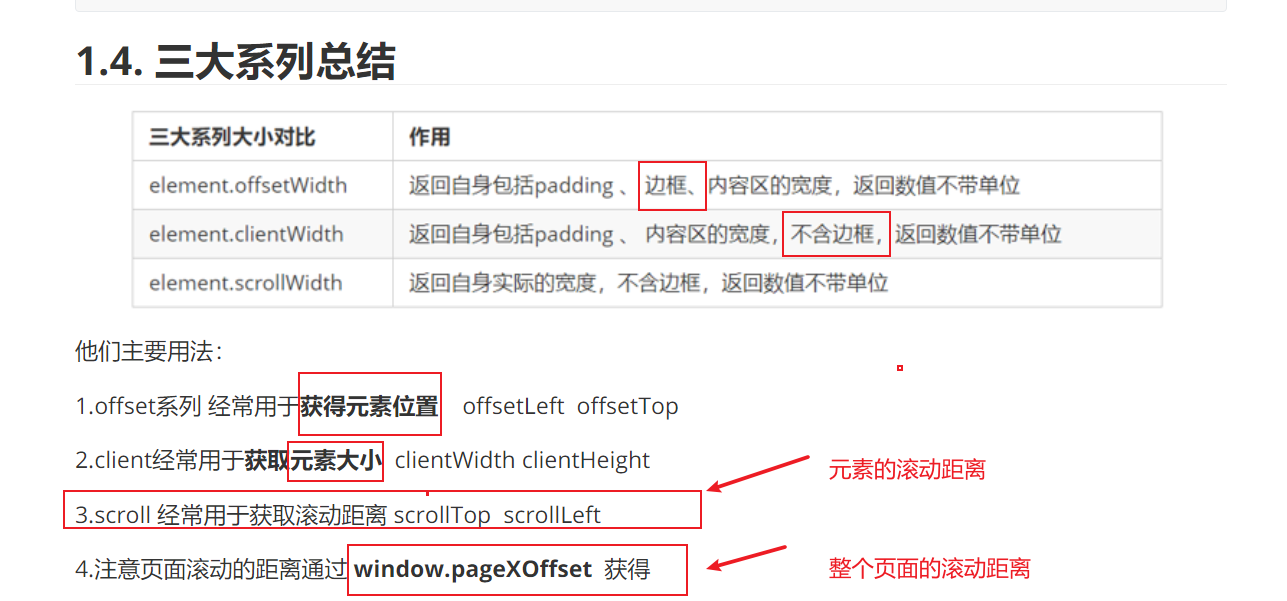 1.4. 三大系列总结
三大系列大小对比 作用
element.offsetWidth 返回自身包括padding 、 边框、内容区的宽度，返回数值不带单位
element.clientWidth 返回自身包括padding 、 内容区的宽度，不含边框，返回数值不带单位
element.scrollWidth 返回自身实际的宽度，不含边框，返回数值不带单位
他们主要用法：
1.offset系列 经常用于获得元素位置 offsetLeft offsetTop
2.client经常用于获取元素大小 clientWidth clientHeight
元素的滚动距离
3.scroll 经常用于获取滚动距离 scrollTop scrollLeft
4.注意页面滚动的距离通过 window.pageXOffset 获得
整个页面的滚动距离